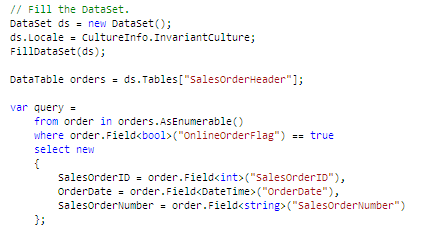 // Fill the DataSet.
DataSet ds = new DataSet();
ds.Locale = CultureInfo.InvariantCulture;
FillDataSet(ds);

DataTable orders = ds.Tables["SalesOrderHeader"];

var query =
    from order in orders.AsEnumerable()
    where order.Field<bool>("OnlineOrderFlag") == true
    select new
    {
        SalesOrderID = order.Field<int>("SalesOrderID"),
        OrderDate = order.Field<DateTime>("OrderDate"),
        SalesOrderNumber = order.Field<string>("SalesOrderNumber")
    };